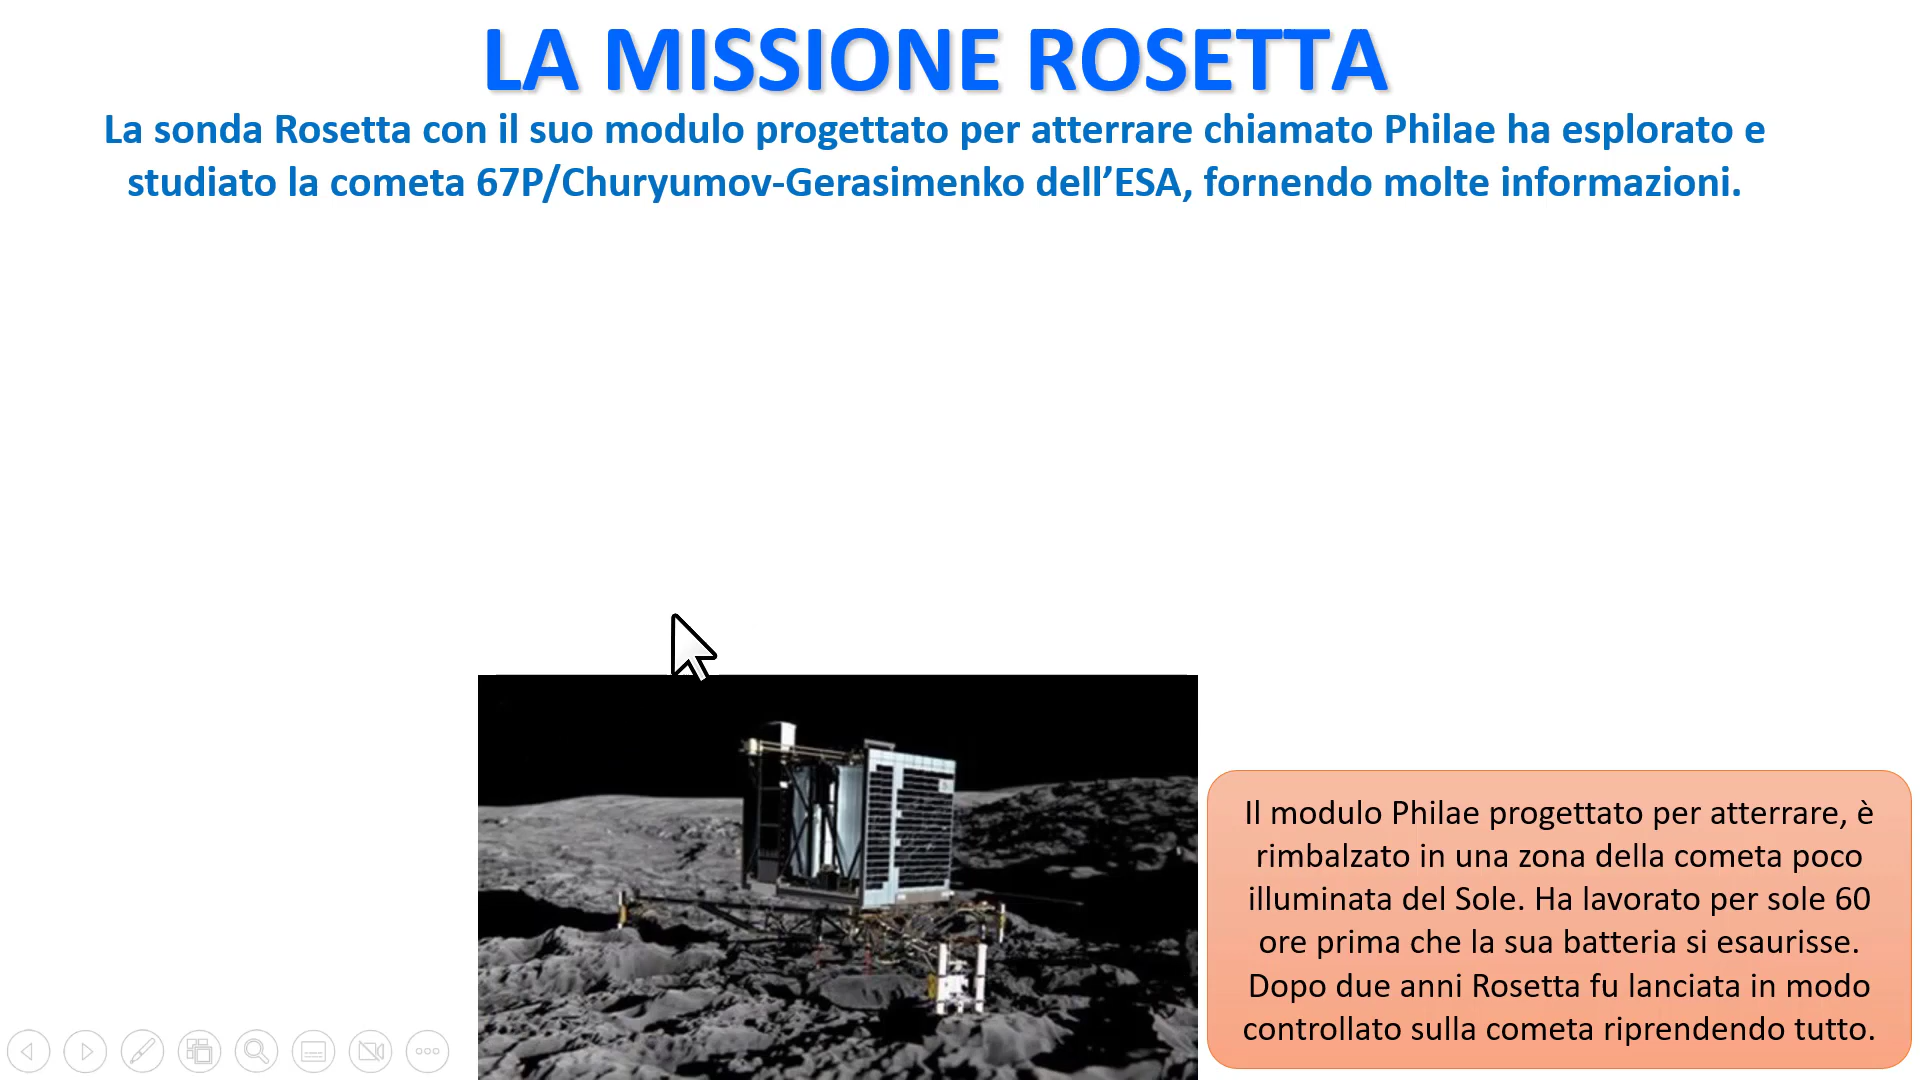 LA MISSIONE ROSETTA
La sonda Rosetta con il suo modulo progettato per atterrare chiamato Philae ha esplorato e
studiato la cometa 67P/Churyumov-Gerasimenko dell’ESA, fornendo molte informazioni.
Il modulo Philae progettato per atterrare, è
rimbalzato in una zona della cometa poco
illuminata del Sole. Ha lavorato per sole 60
ore prima che la sua batteria si esaurisse.
Dopo due anni Rosetta fu lanciata in modo
controllato sulla cometa riprendendo tutto.